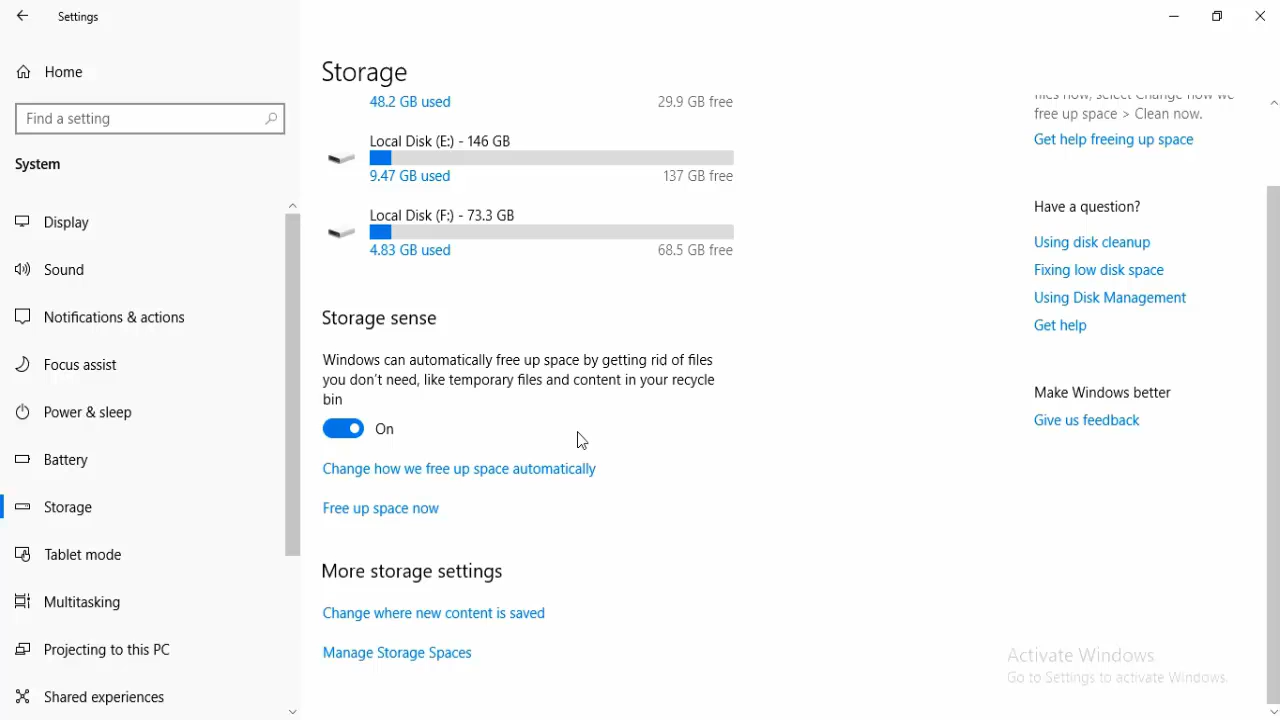 Settings
Home
Find a setting
System
Display
Sound
Notifications & actions
Focus assist
Power & sleep
Battery
Storage
Tablet mode
Multitasking
Projecting to this PC
Shared experiences
Storage
48.2 GB used 29.9 GB free
Local Disk (E:) - 146 GB
9.47 GB used 137 GB free
Local Disk (F:) - 73.3 GB
4.83 GB used 68.5 GB free
Storage sense
Windows can automatically free up space by getting rid of files
you don't need, like temporary files and content in your recycle
bin
On
Change how we free up space automatically
Free up space now
More storage settings
Change where new content is saved
Manage Storage Spaces
files now, select Change how we
free up space > Clean now.
Get help freeing up space
Have a question?
Using disk cleanup
Fixing low disk space
Using Disk Management
Get help
Make Windows better
Give us feedback
Activate Windows
Go to Settings to activate Windows.